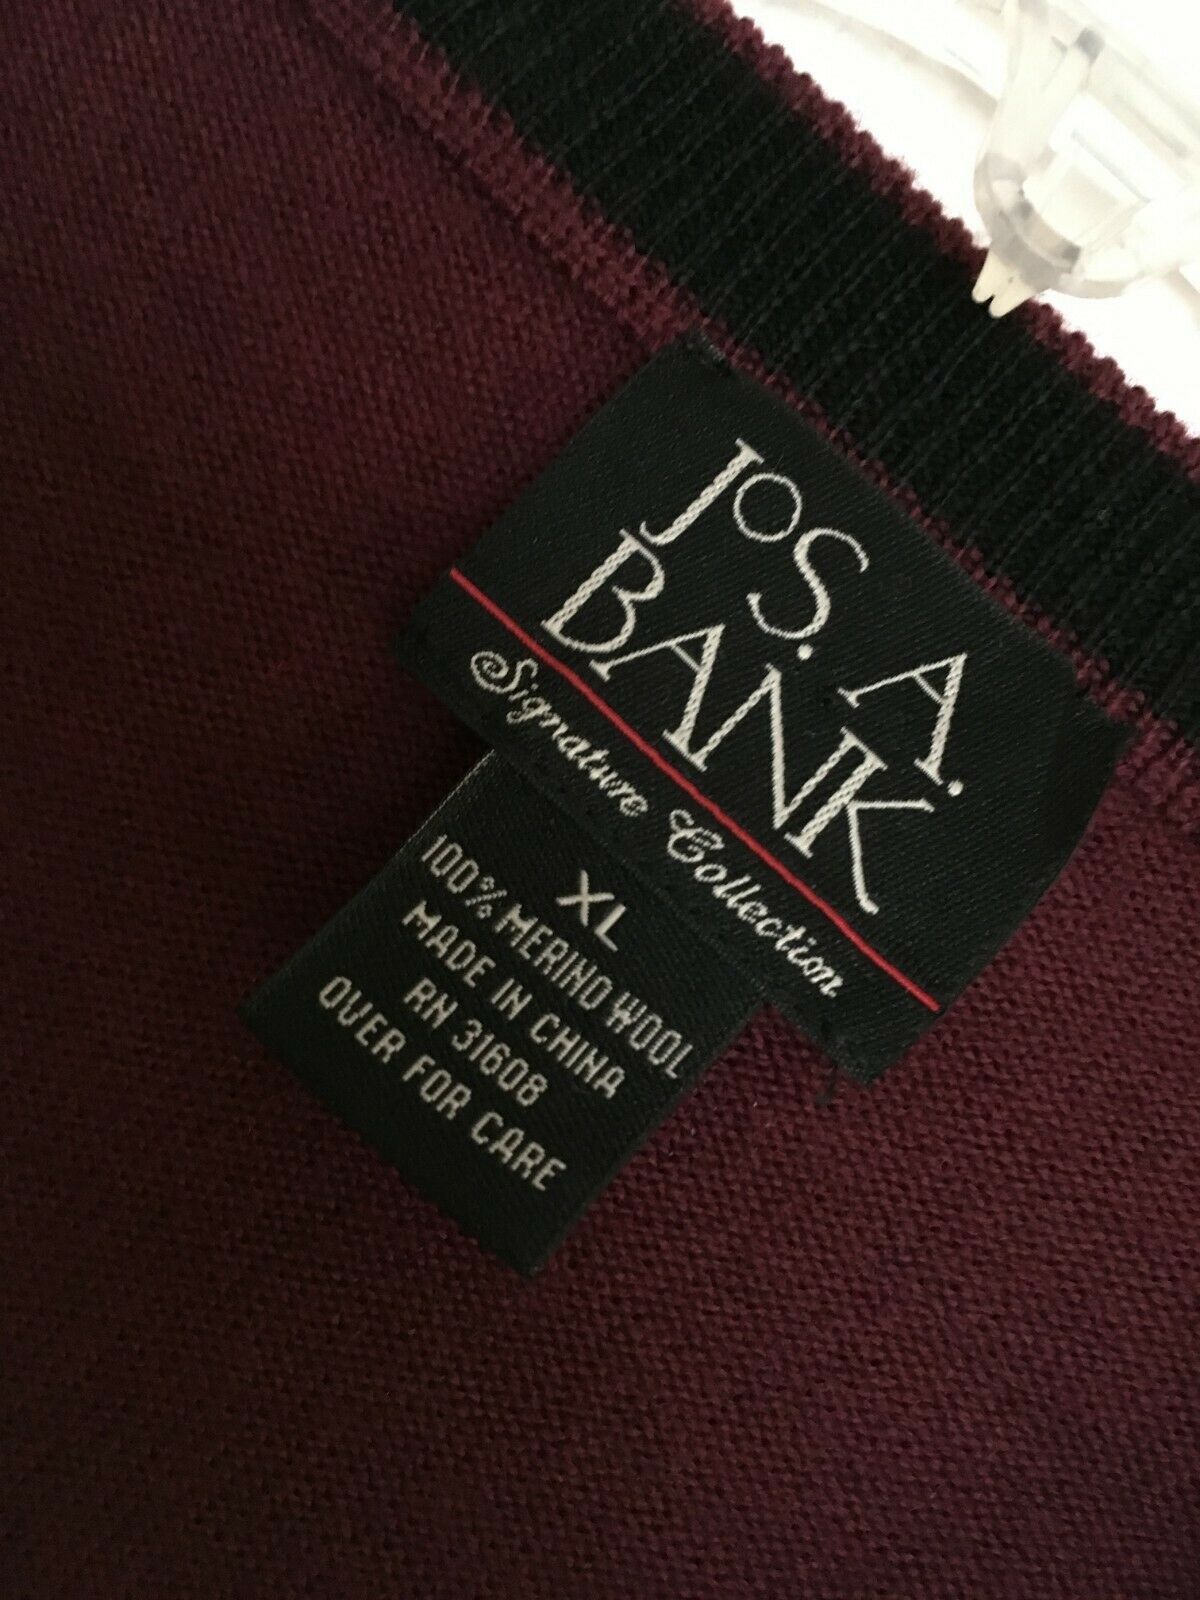 JoS. A.
BANK
Signature Collection
XL
100% MERINO WOOL
MADE IN CHINA
RN 31608
OVER FOR CARE